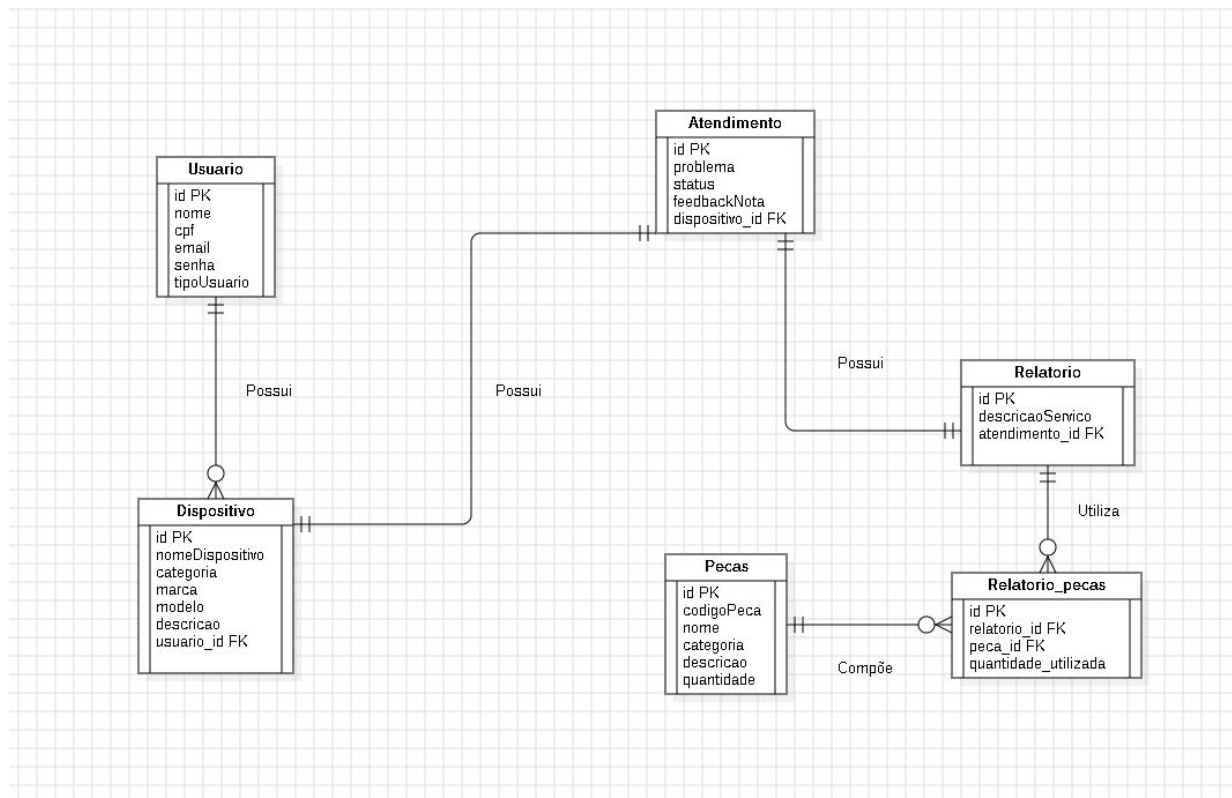 Usuario
id PK
nome
cpf
email
senha
tipoUsuario
Possui
Dispositivo
id PK
nomeDispositivo
categoria
marca
modelo
descricao
usuario_id FK
Possui
Atendimento
id PK
problema
status
feedbackNota
dispositivo_id FK
Possui
Relatorio
id PK
descricaoServico
atendimento_id FK
Utiliza
Pecas
id PK
codigoPeca
nome
categoria
descricao
quantidade
Compõe
Relatorio_pecas
id PK
relatorio_id FK
peca_id FK
quantidade_utilizada